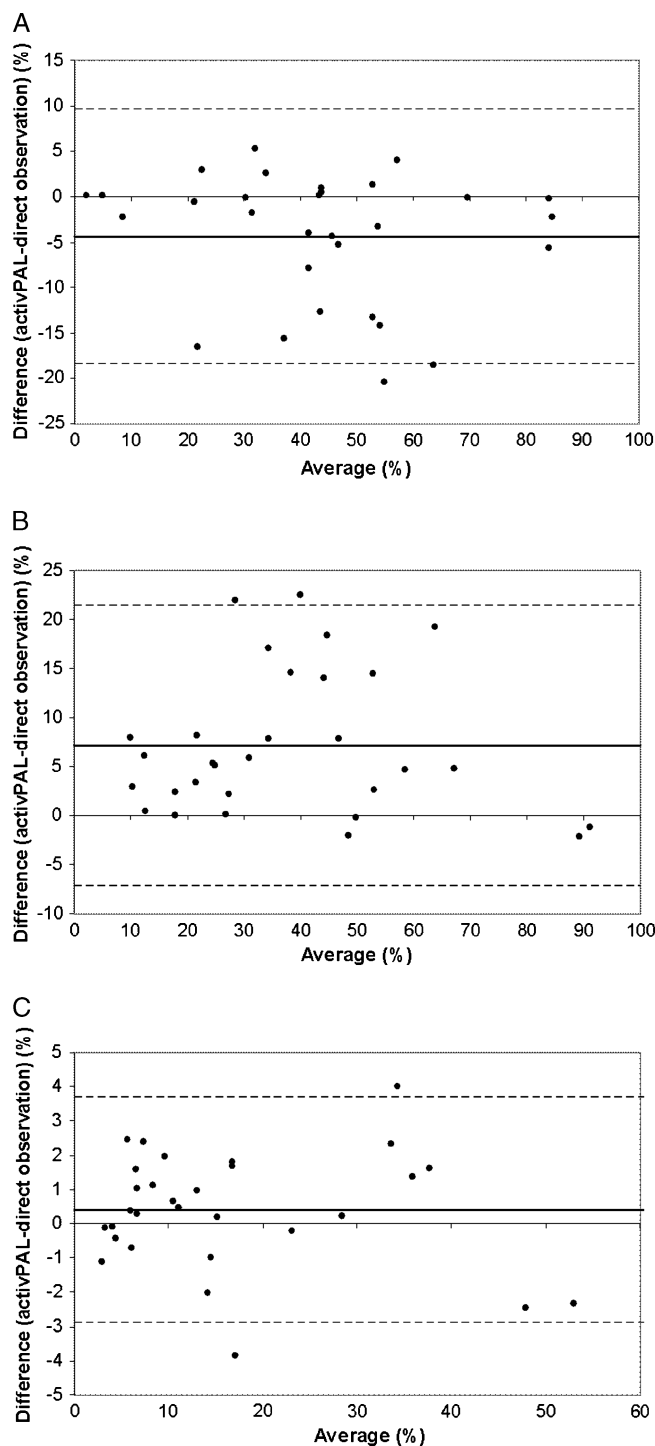 A
Difference (activPAL-direct observation) (%)
15
10
5
0
-5
-10
-15
-20
-25
0 10 20 30 40 50 60 70 80 90 100
Average (%)
B
Difference (activPAL-direct observation) (%)
25
20
15
10
5
0
-5
-10
0 10 20 30 40 50 60 70 80 90 100
Average (%)
C
Difference (activPAL-direct observation) (%)
5
4
3
2
1
0
-1
-2
-3
-4
-5
0 10 20 30 40 50 60
Average (%)